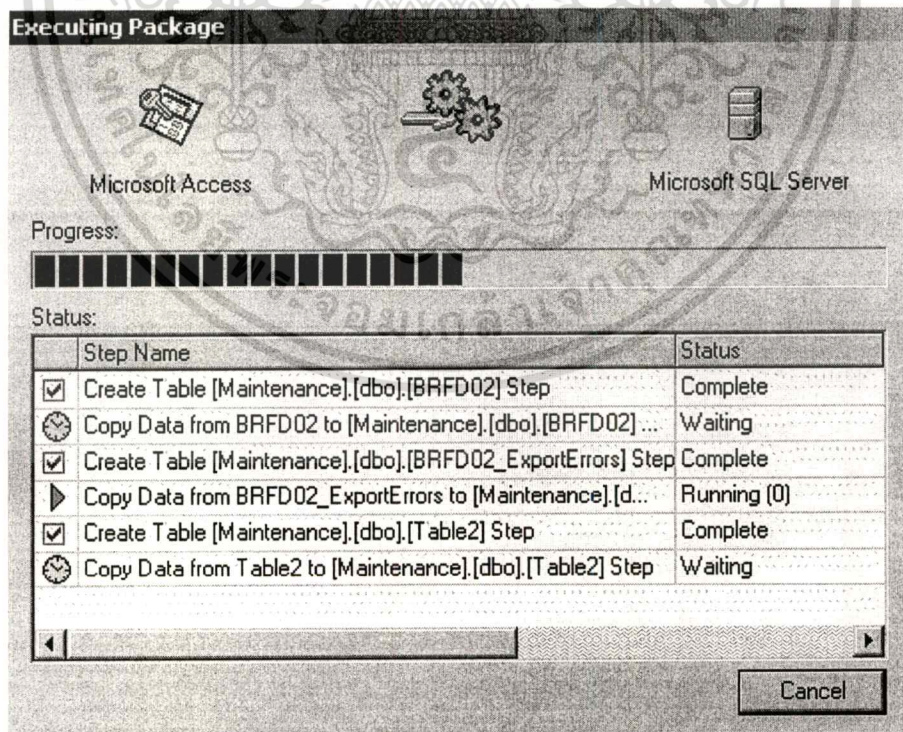 Executing Package
Microsoft Access
Microsoft SQL Server
Progress:
Status:
Step Name Status
Create Table [Maintenance].[dbo].[BRFD02] Step Complete
Copy Data from BRFD02 to [Maintenance].[dbo].[BRFD02] ... Waiting
Create Table [Maintenance].[dbo].[BRFD02_ExportErrors] Step Complete
Copy Data from BRFD02_ExportErrors to [Maintenance].[d... Running (0)
Create Table [Maintenance].[dbo].[Table2] Step Complete
Copy Data from Table2 to [Maintenance].[dbo].[Table2] Step Waiting
Cancel